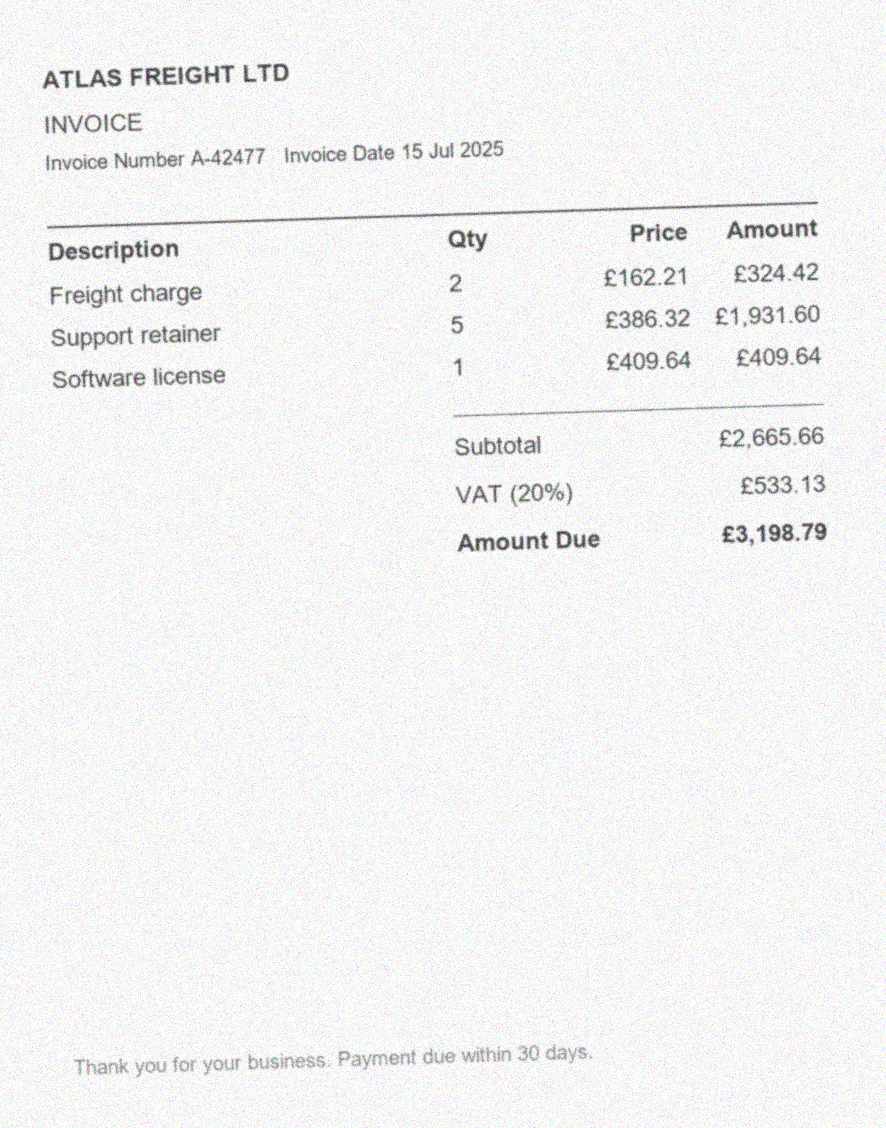 ATLAS FREIGHT LTD
INVOICE
Invoice Number A-42477 Invoice Date 15 Jul 2025
Description Qty Price Amount
Freight charge 2 £162.21 £324.42
Support retainer 5 £386.32 £1,931.60
Software license 1 £409.64 £409.64
Subtotal £2,665.66
VAT (20%) £533.13
Amount Due £3,198.79
Thank you for your business. Payment due within 30 days.